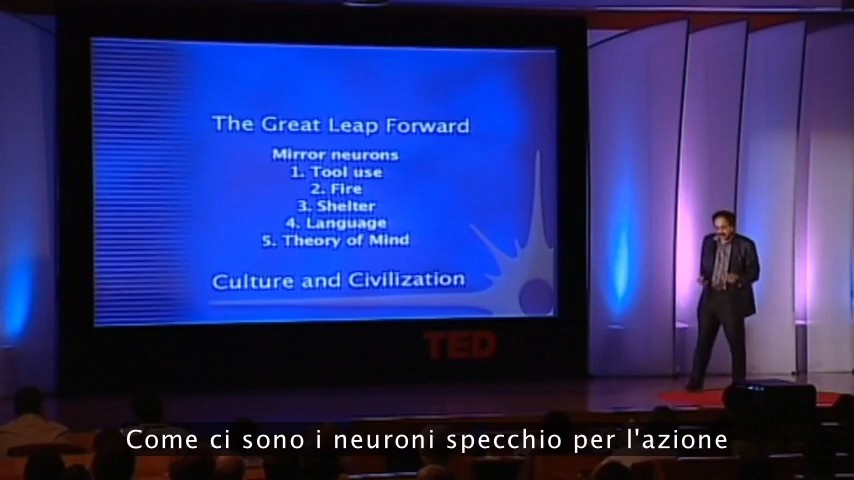 The Great Leap Forward
Mirror neurons
1. Tool use
2. Fire
3. Shelter
4. Language
5. Theory of Mind
Culture and Civilization
TED
Come ci sono i neuroni specchio per l'azione